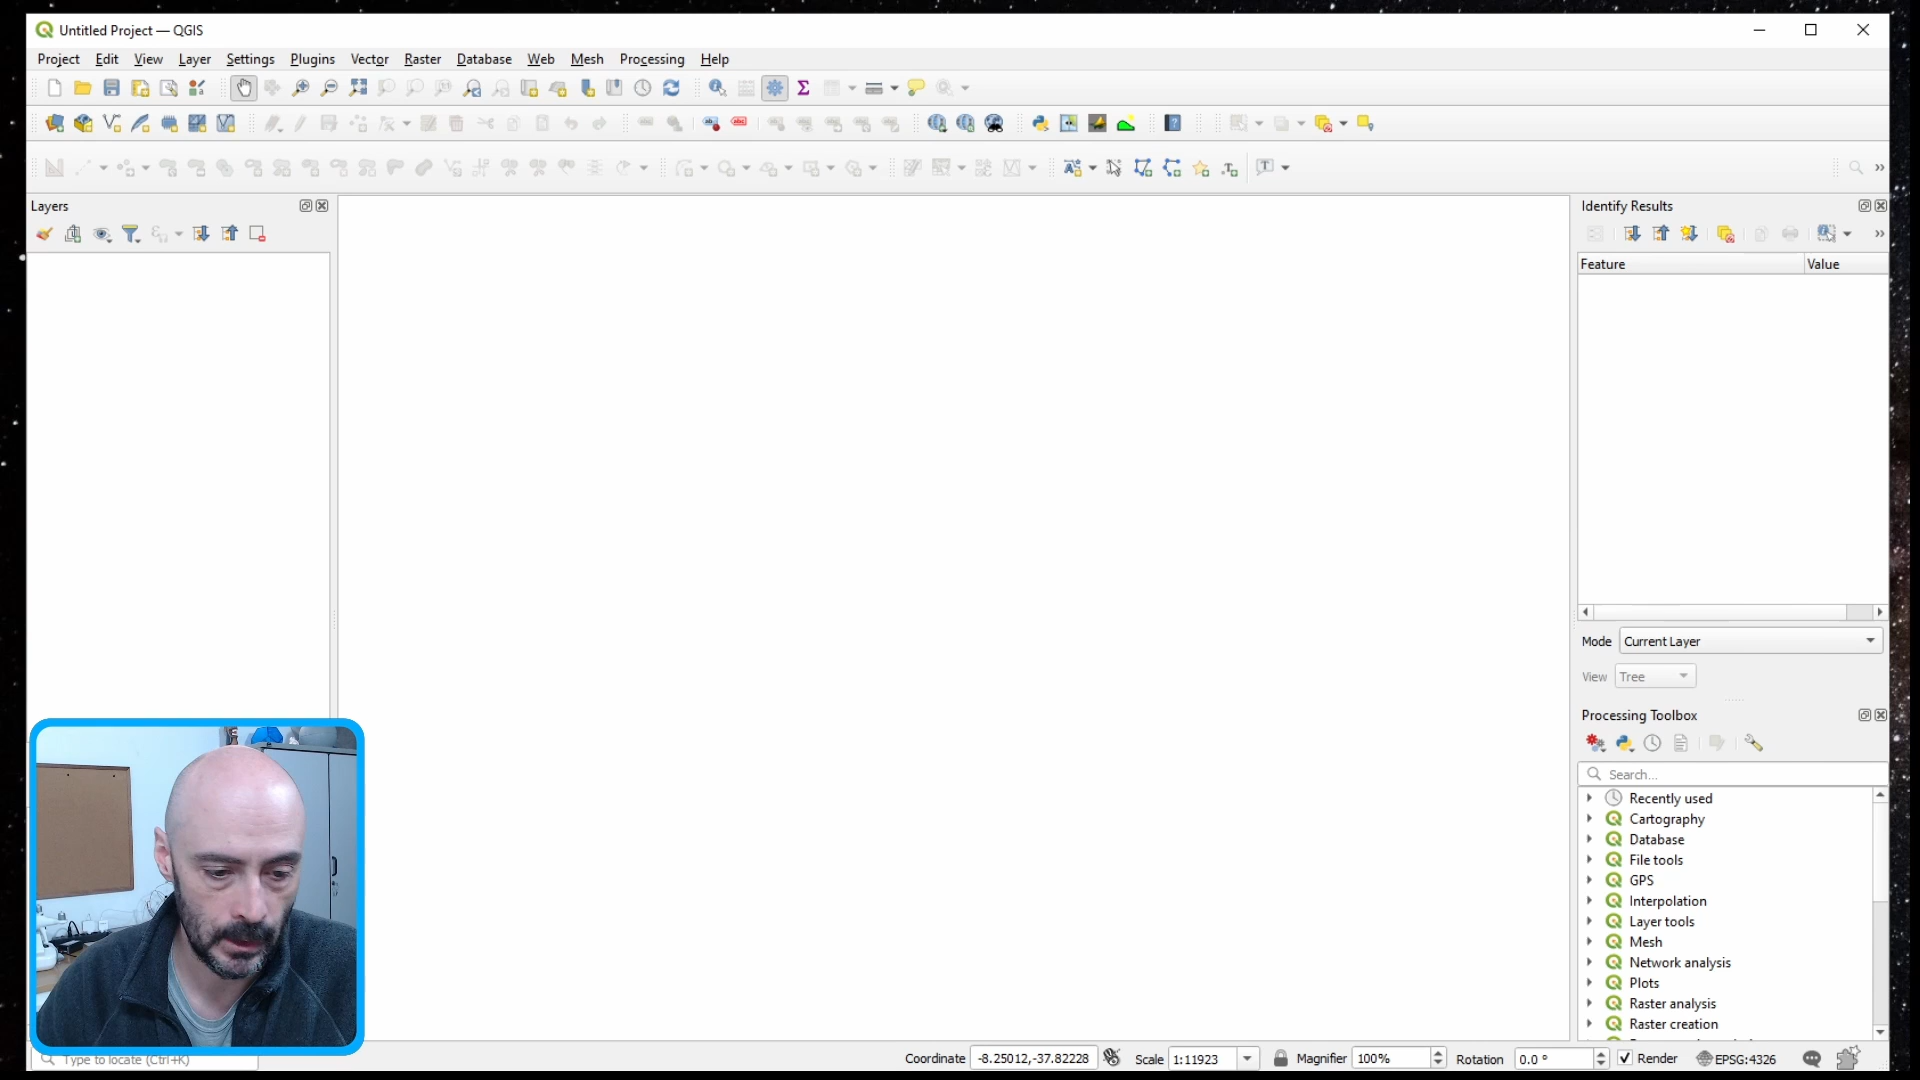 Untitled Project — QGIS
Project Edit View Layer Settings Plugins Vector Raster Database Web Mesh Processing Help
Layers
Identify Results
Feature Value
Mode Current Layer
View Tree
Processing Toolbox
Search...
Recently used
Cartography
Database
File tools
GPS
Interpolation
Layer tools
Mesh
Network analysis
Plots
Raster analysis
Raster creation
Type to locate (Ctrl+K)
Coordinate -8.25012,-37.82228 Scale 1:11923 Magnifier 100% Rotation 0.0 ° Render EPSG:4326